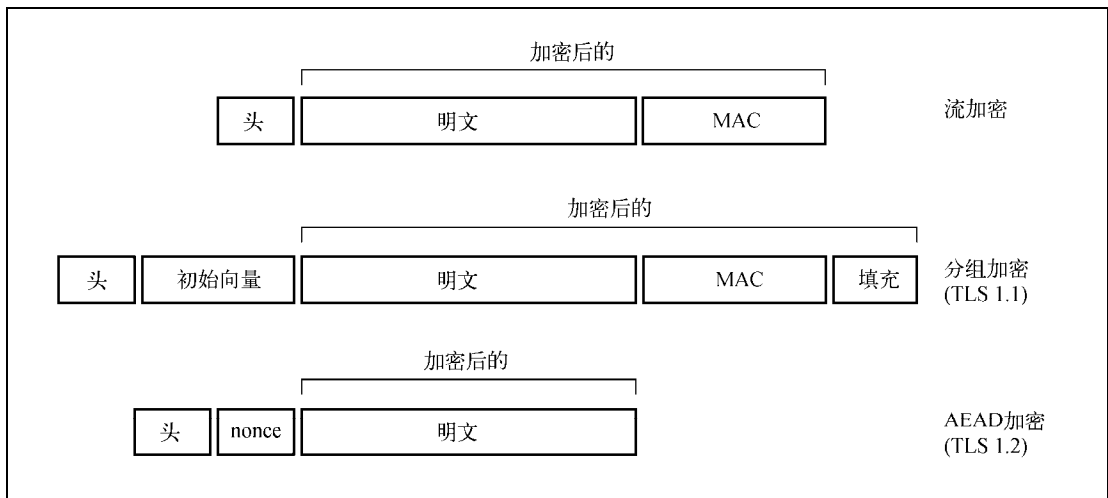 加密后的
头
明文
MAC
流加密
加密后的
头
初始向量
明文
MAC
填充
分组加密
(TLS 1.1)
加密后的
头
nonce
明文
AEAD加密
(TLS 1.2)